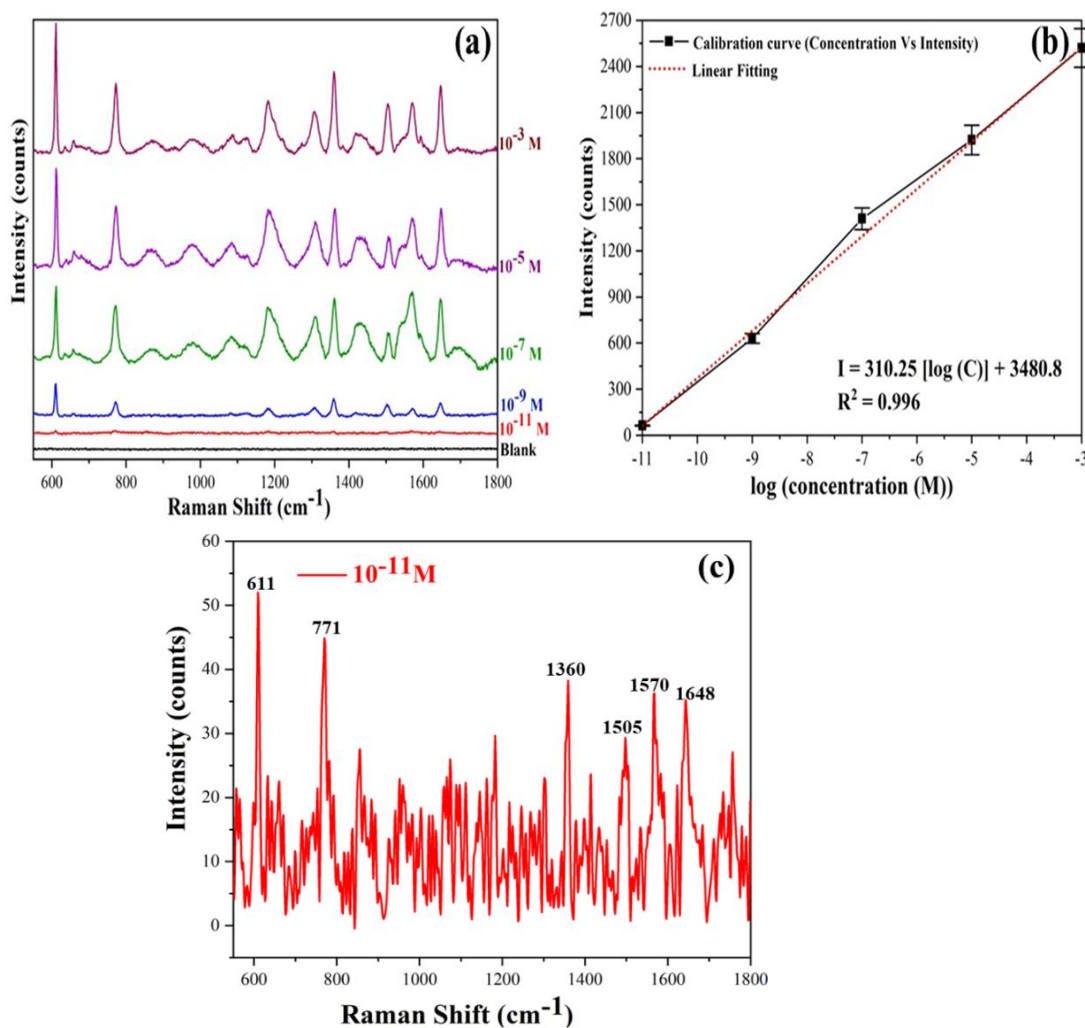 (a)
Intensity (counts)
10⁻³ M
10⁻⁵ M
10⁻⁷ M
10⁻⁹ M
10⁻¹¹ M
Blank
600 800 1000 1200 1400 1600 1800
Raman Shift (cm⁻¹)
(b)
Calibration curve (Concentration Vs Intensity)
Linear Fitting
Intensity (counts)
2700
2400
2100
1800
1500
1200
900
600
300
0
I = 310.25 [log (C)] + 3480.8
R² = 0.996
-11 -10 -9 -8 -7 -6 -5 -4 -3
log (concentration (M))
(c)
10⁻¹¹M
Intensity (counts)
60
50
40
30
20
10
0
611
771
1360
1505
1570
1648
600 800 1000 1200 1400 1600 1800
Raman Shift (cm⁻¹)